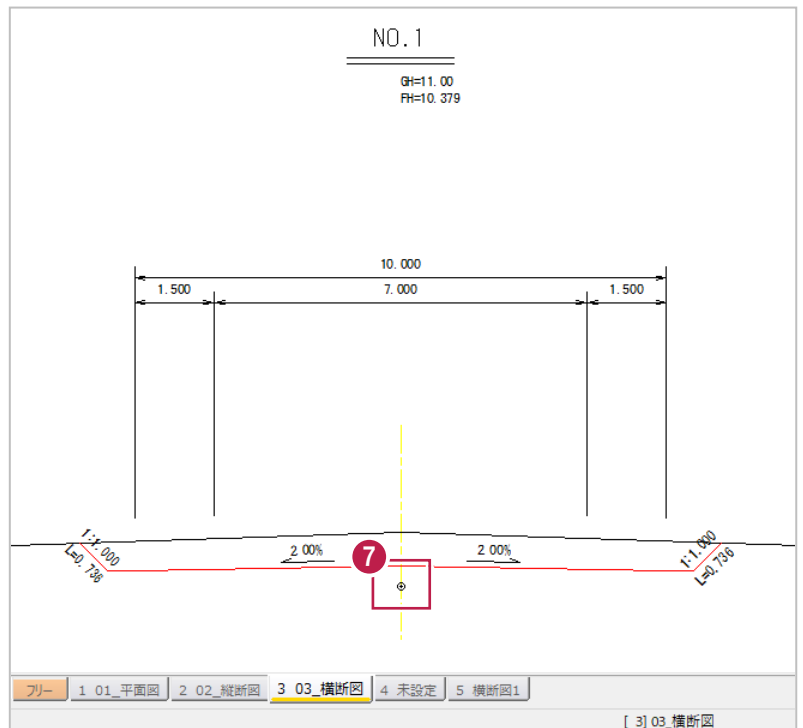 NO.1
GH=11.00
FH=10.379
10.000
1.500
7.000
1.500
1:1.000
L=0.736
2 00%
7
2 00%
1:1.000
L=0.736
フリー
1 01_平面図
2 02_縦断図
3 03_横断図
4 未設定
5 横断図1
[ 3] 03_横断図